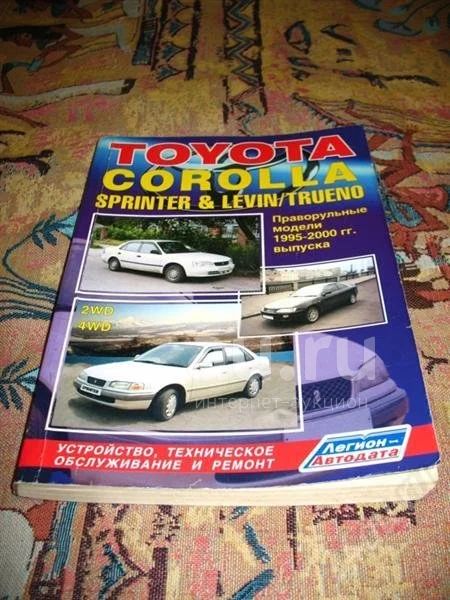 TOYOTA
COROLLA
SPRINTER & LEVIN/TRUENO
Праворульные
модели
1995-2000 гг.
выпуска
2WD
4WD
.ru
УСТРОЙСТВО, ТЕХНИЧЕСКОЕ
ОБСЛУЖИВАНИЕ И РЕМОНТ
Легион
Автодата